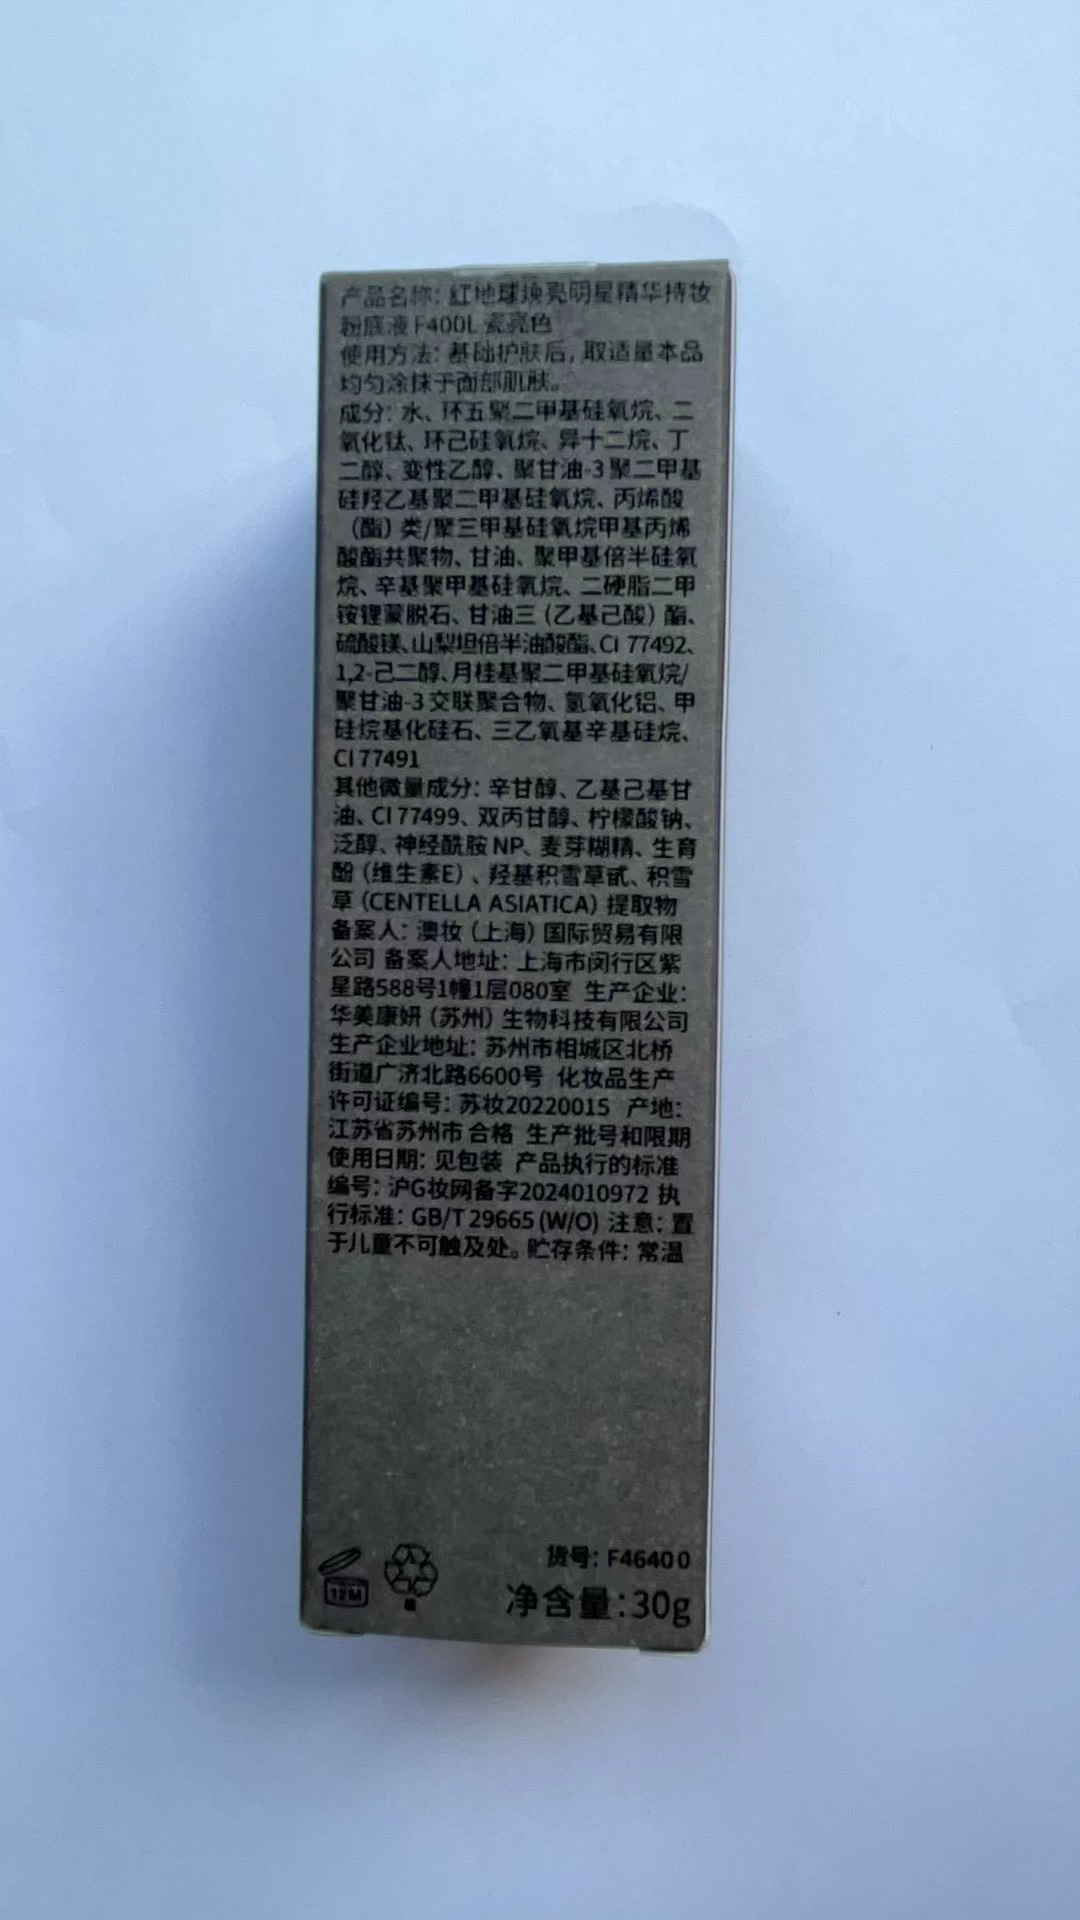 产品名称：红地球焕亮明星精华持妆
粉底液 F400L 瓷亮色
使用方法：基础护肤后，取适量本品
均匀涂抹于面部肌肤。
成分：水、环五聚二甲基硅氧烷、二
氧化钛、环己硅氧烷、异十二烷、丁
二醇、变性乙醇、聚甘油-3 聚二甲基
硅烃乙基聚二甲基硅氧烷、丙烯酸
（酯）类/聚三甲基硅氧烷甲基丙烯
酸酯共聚物、甘油、聚甲基倍半硅氧
烷、辛基聚甲基硅氧烷、二硬脂二甲
铵锂蒙脱石、甘油三（乙基己酸）酯、
硫酸镁、山梨坦倍半油酸酯、CI 77492、
1,2-己二醇、月桂基聚二甲基硅氧烷/
聚甘油-3 交联聚合物、氢氧化铝、甲
硅烷基化硅石、三乙氧基辛基硅烷、
CI 77491
其他微量成分：辛甘醇、乙基己基甘
油、CI 77499、双丙甘醇、柠檬酸钠、
泛醇、神经酰胺 NP、麦芽糊精、生育
酚（维生素E）、羟基积雪草甙、积雪
草（CENTELLA ASIATICA）提取物
备案人：澳妆（上海）国际贸易有限
公司 备案人地址：上海市闵行区紫
星路588号1幢1层080室 生产企业：
华美康妍（苏州）生物科技有限公司
生产企业地址：苏州市相城区北桥
街道广济北路6600号 化妆品生产
许可证编号：苏妆20220015 产地：
江苏省苏州市 合格 生产批号和限期
使用日期：见包装 产品执行的标准
编号：沪G妆网备字2024010972 执
行标准：GB/T 29665 (W/O) 注意：置
于儿童不可触及处。贮存条件：常温
货号：F46400
12M
净含量：30g